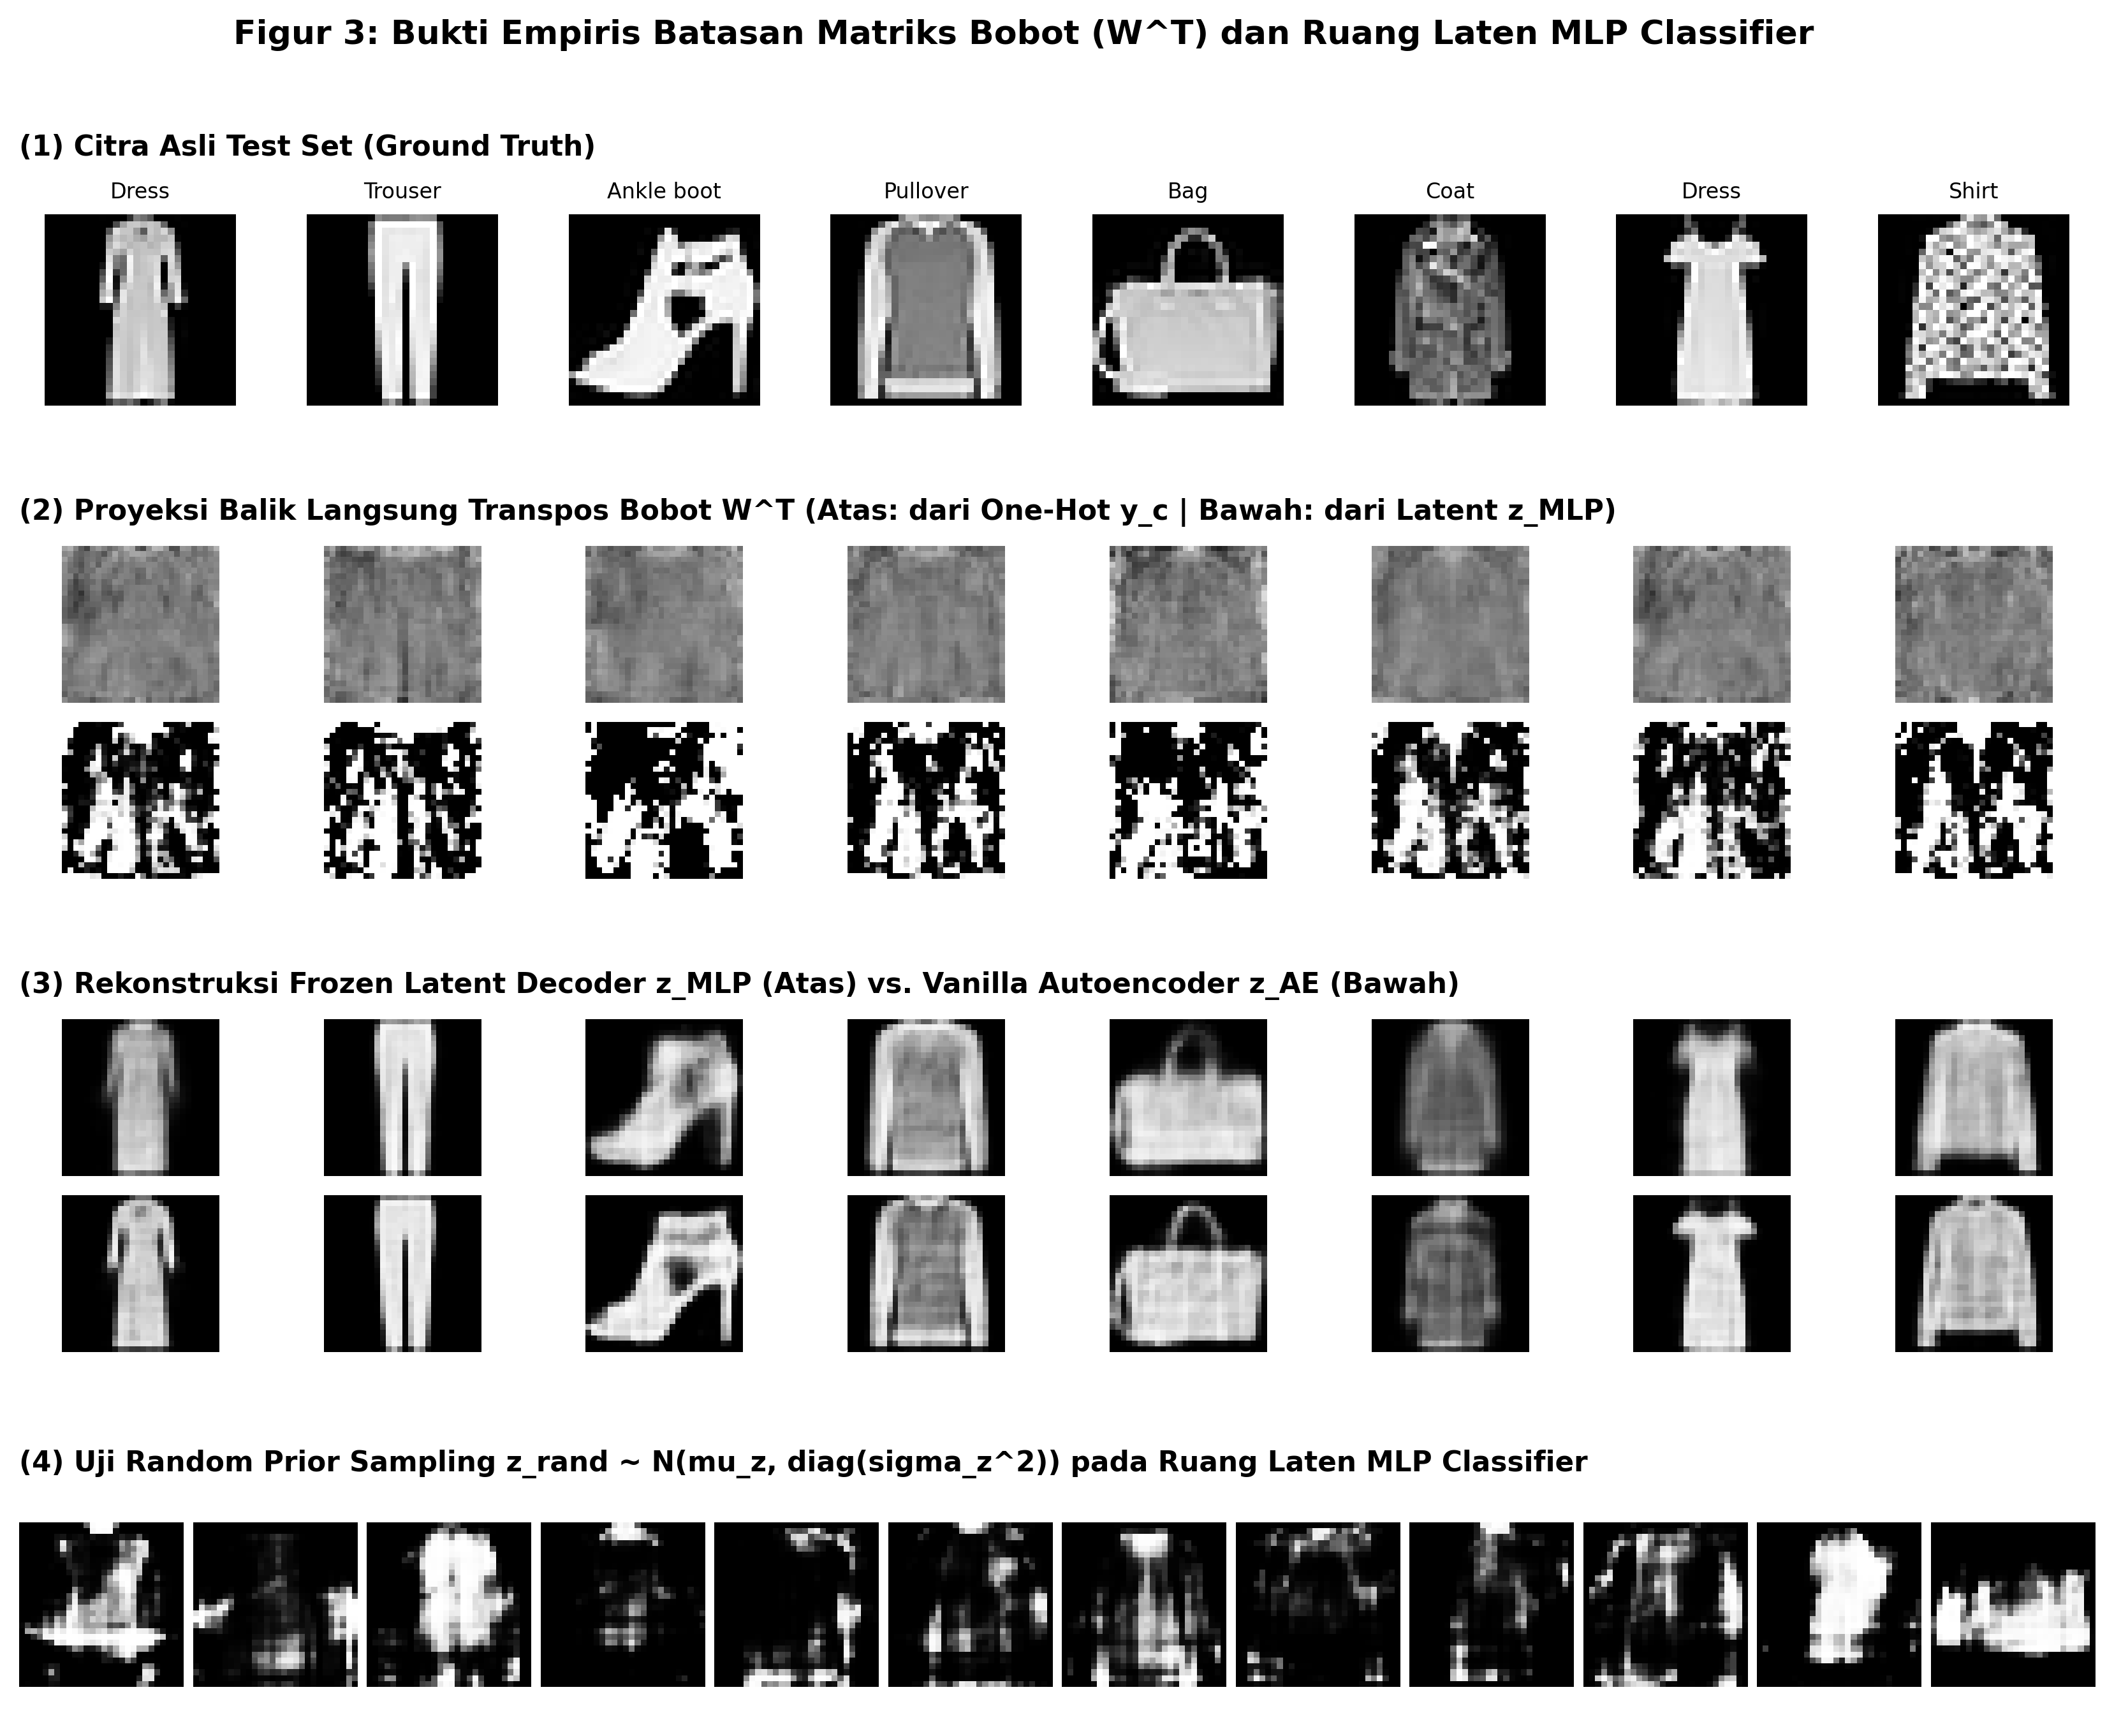 Figur 3: Bukti Empiris Batasan Matriks Bobot (W^T) dan Ruang Laten MLP Classifier
(1) Citra Asli Test Set (Ground Truth)
Dress Trouser Ankle boot Pullover Bag Coat Dress Shirt
(2) Proyeksi Balik Langsung Transpos Bobot W^T (Atas: dari One-Hot y_c | Bawah: dari Latent z_MLP)
(3) Rekonstruksi Frozen Latent Decoder z_MLP (Atas) vs. Vanilla Autoencoder z_AE (Bawah)
(4) Uji Random Prior Sampling z_rand ~ N(mu_z, diag(sigma_z^2)) pada Ruang Laten MLP Classifier